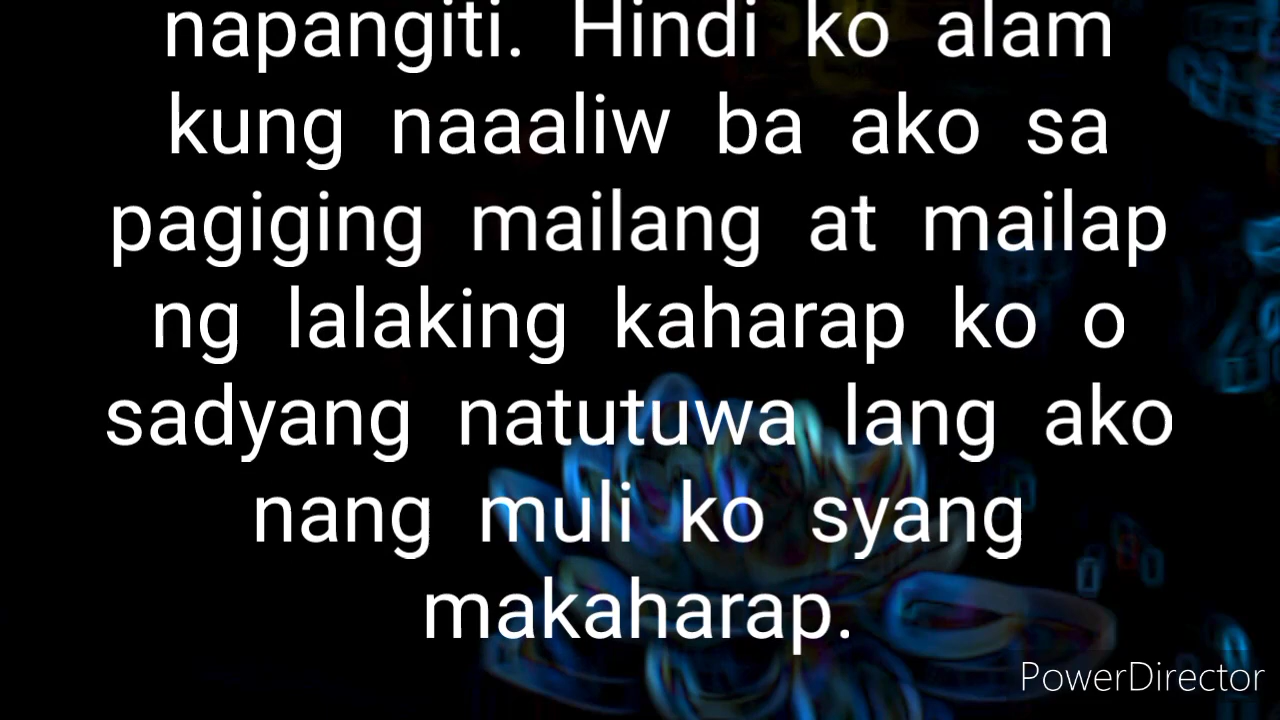 napangiti. Hindi ko alam
kung naaaliw ba ako sa
pagiging mailang at mailap
ng lalaking kaharap ko o
sadyang natutuwa lang ako
nang muli ko syang
makaharap.
PowerDirector